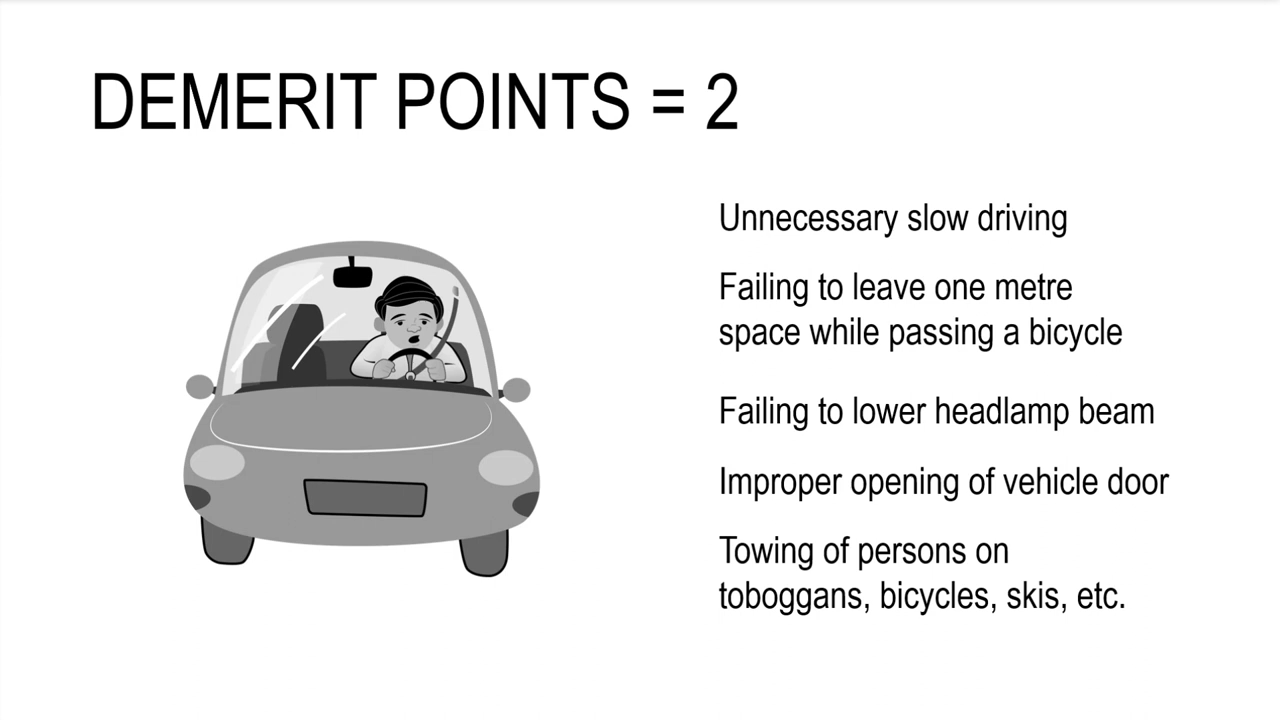 DEMERIT POINTS = 2
Unnecessary slow driving
Failing to leave one metre
space while passing a bicycle
Failing to lower headlamp beam
Improper opening of vehicle door
Towing of persons on
toboggans, bicycles, skis, etc.